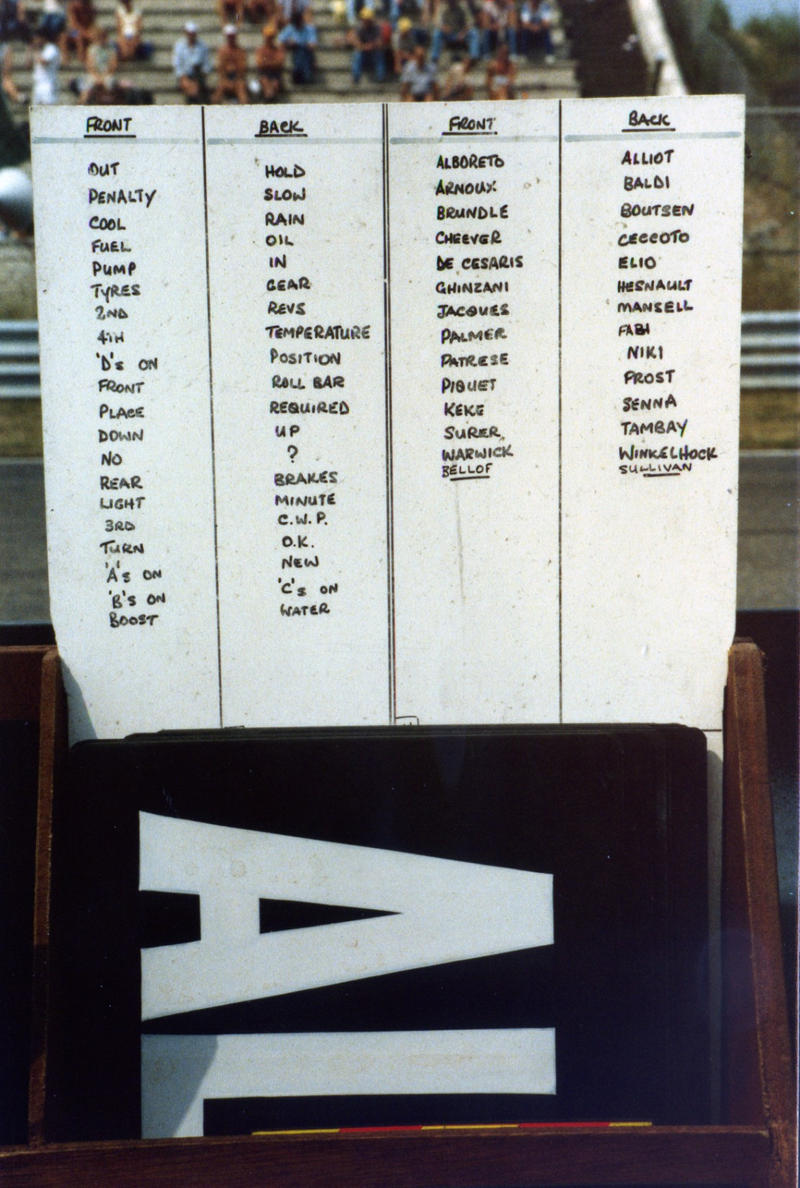 FRONT
OUT
PENALTY
COOL
FUEL
PUMP
TYRES
2ND
4TH
'D's ON
FRONT
PLACE
DOWN
NO
REAR
LIGHT
3RD
TURN
'A's ON
'B's ON
BOOST
BACK
HOLD
SLOW
RAIN
OIL
IN
GEAR
REVS
TEMPERATURE
POSITION
ROLL BAR
REQUIRED
UP
?
BRAKES
MINUTE
C.W.P.
O.K.
NEW
'C's ON
WATER
FRONT
ALBORETO
ARNOUX
BRUNDLE
CHEEVER
DE CESARIS
GHINZANI
JACQUES
PALMER
PATRESE
PIQUET
KEKE
SURER
WARWICK
BELLOF
BACK
ALLIOT
BALDI
BOUTSEN
CECCOTO
ELIO
HESNAULT
MANSELL
FABI
NIKI
PROST
SENNA
TAMBAY
WINKELHOCK
SULLIVAN
AL